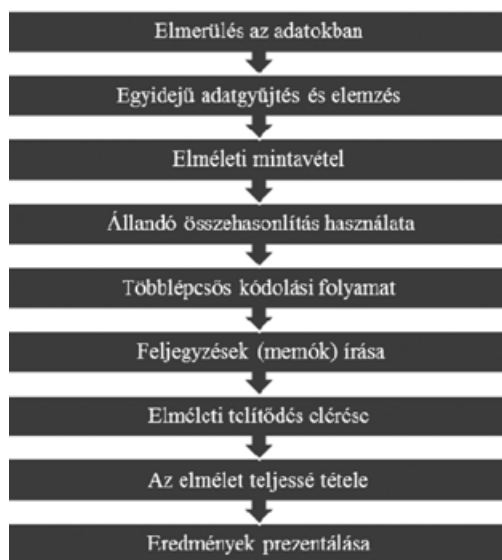 Elmerülés az adatokban
Egyidejű adatgyűjtés és elemzés
Elméleti mintavétel
Állandó összehasonlítás használata
Többlépcsős kódolási folyamat
Feljegyzések (memók) írása
Elméleti telítődés elérése
Az elmélet teljessé tétele
Eredmények prezentálása